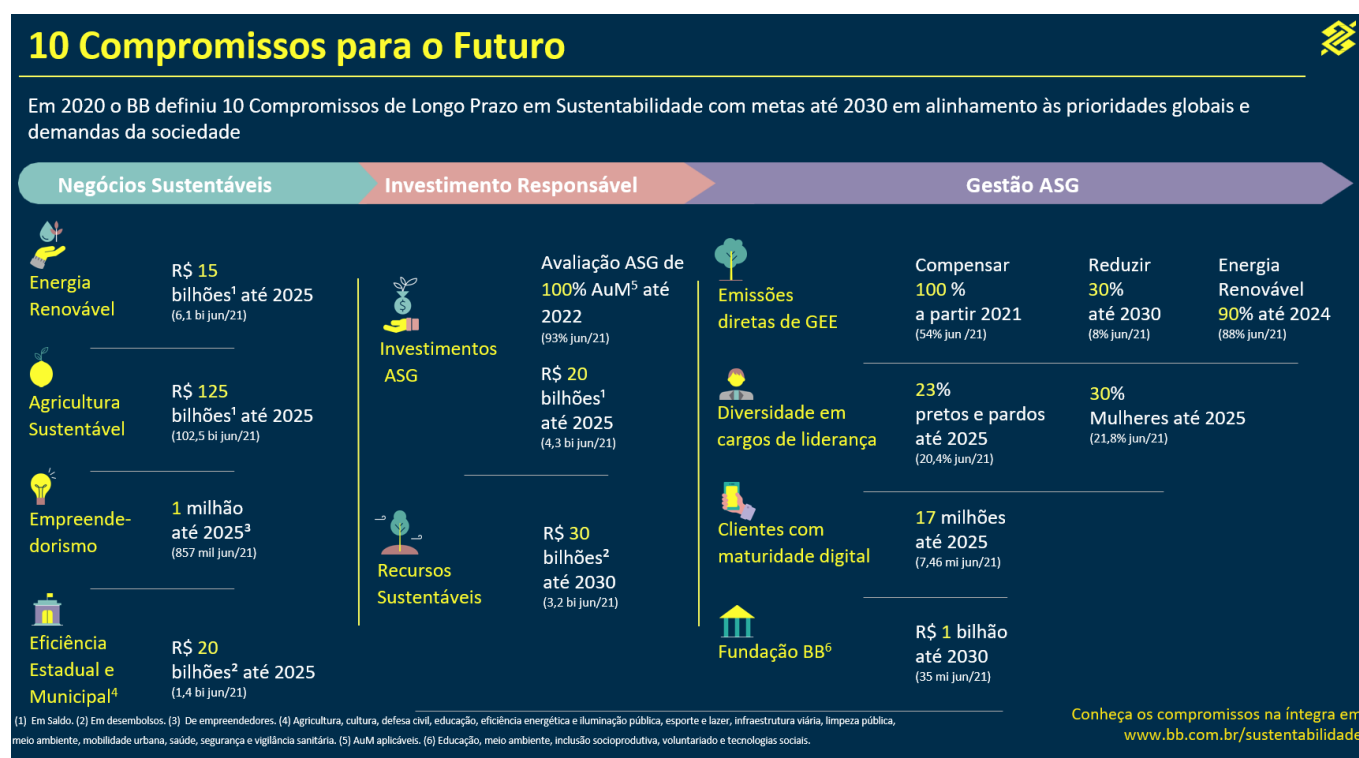 10 Compromissos para o Futuro
Em 2020 o BB definiu 10 Compromissos de Longo Prazo em Sustentabilidade com metas até 2030 em alinhamento às prioridades globais e
demandas da sociedade
Negócios Sustentáveis
Energia
Renovável
R$ 15
bilhões¹ até 2025
(6,1 bi jun/21)
Agricultura
Sustentável
R$ 125
bilhões¹ até 2025
(102,5 bi jun/21)
Empreende-
dorismo
1 milhão
até 2025³
(857 mil jun/21)
Eficiência
Estadual e
Municipal⁴
R$ 20
bilhões² até 2025
(1,4 bi jun/21)
Investimento Responsável
Investimentos
ASG
Avaliação ASG de
100% AuM⁵ até
2022
(93% jun/21)
R$ 20
bilhões¹
até 2025
(4,3 bi jun/21)
Recursos
Sustentáveis
R$ 30
bilhões²
até 2030
(3,2 bi jun/21)
Gestão ASG
Emissões
diretas de GEE
Compensar
100 %
a partir 2021
(54% jun /21)
Reduzir
30%
até 2030
(8% jun/21)
Energia
Renovável
90% até 2024
(88% jun/21)
Diversidade em
cargos de liderança
23%
pretos e pardos
até 2025
(20,4% jun/21)
30%
Mulheres até 2025
(21,8% jun/21)
Clientes com
maturidade digital
17 milhões
até 2025
(7,46 mi jun/21)
Fundação BB⁶
R$ 1 bilhão
até 2030
(35 mi jun/21)
(1) Em Saldo. (2) Em desembolsos. (3) De empreendedores. (4) Agricultura, cultura, defesa civil, educação, eficiência energética e iluminação pública, esporte e lazer, infraestrutura viária, limpeza pública,
meio ambiente, mobilidade urbana, saúde, segurança e vigilância sanitária. (5) AuM aplicáveis. (6) Educação, meio ambiente, inclusão socioprodutiva, voluntariado e tecnologias sociais.
Conheça os compromissos na íntegra em
www.bb.com.br/sustentabilidade